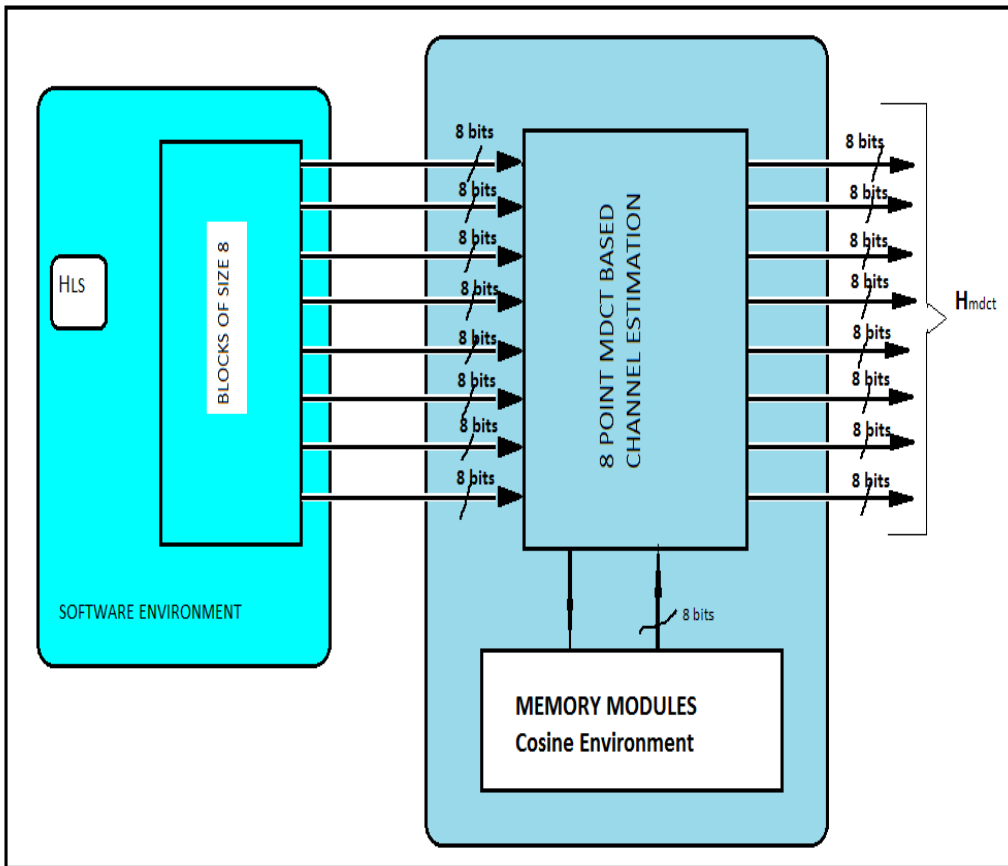 HLS
BLOCKS OF SIZE 8
SOFTWARE ENVIRONMENT
8 bits
8 bits
8 bits
8 bits
8 bits
8 bits
8 bits
8 bits
8 POINT MDCT BASED
CHANNEL ESTIMATION
8 bits
MEMORY MODULES
Cosine Environment
8 bits
8 bits
8 bits
8 bits
8 bits
8 bits
8 bits
8 bits
Hmdct